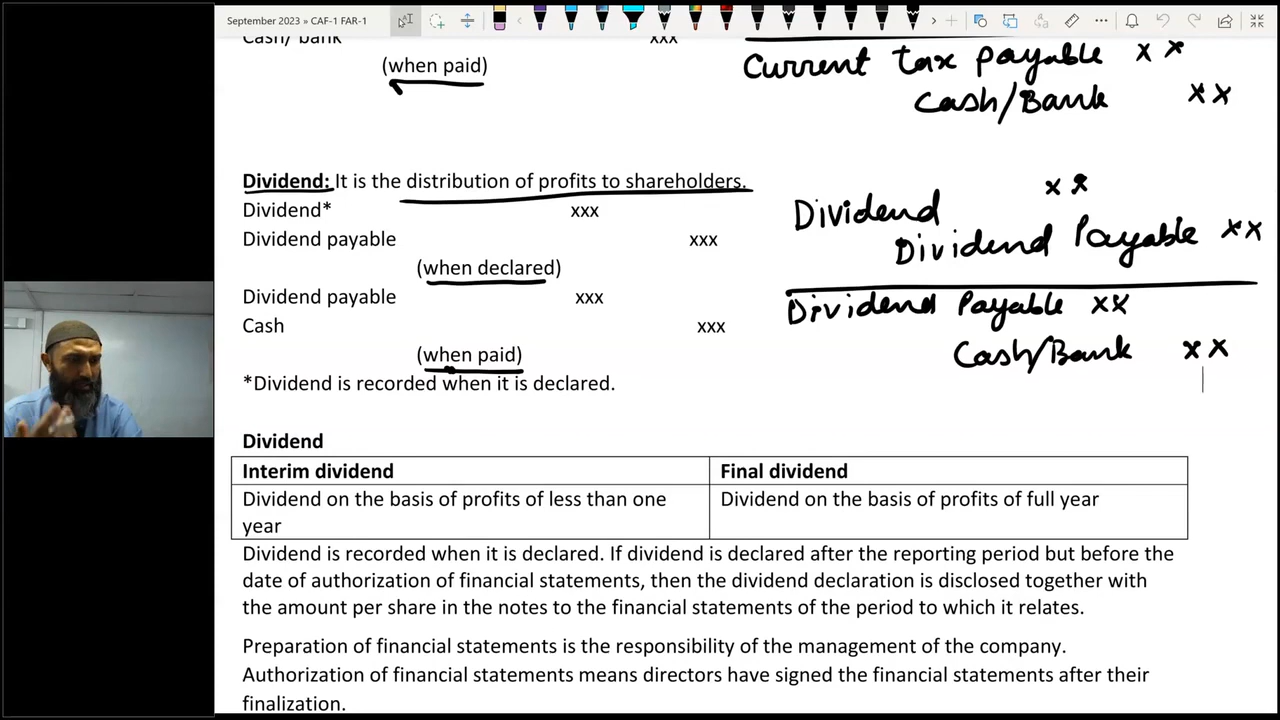 September 2023 » CAF-1 FAR-1
Cash/ bank xxx
(when paid)
Current tax payable x x
Cash/Bank x x
Dividend: It is the distribution of profits to shareholders.
Dividend* xxx
Dividend payable xxx
(when declared)
Dividend payable xxx
Cash xxx
(when paid)
*Dividend is recorded when it is declared.
Dividend x x
Dividend Payable x x
Dividend Payable x x
Cash/Bank x x
Dividend
Interim dividend Final dividend
Dividend on the basis of profits of less than one Dividend on the basis of profits of full year
year
Dividend is recorded when it is declared. If dividend is declared after the reporting period but before the
date of authorization of financial statements, then the dividend declaration is disclosed together with
the amount per share in the notes to the financial statements of the period to which it relates.
Preparation of financial statements is the responsibility of the management of the company.
Authorization of financial statements means directors have signed the financial statements after their
finalization.